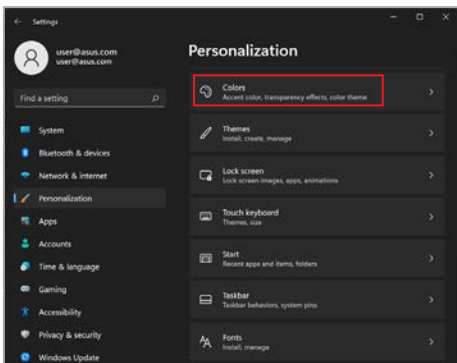 Settings
user@asus.com
user@asus.com
Find a setting
System
Bluetooth & devices
Network & internet
Personalization
Apps
Accounts
Time & language
Gaming
Accessibility
Privacy & security
Windows Update
Personalization
Colors
Accent color, transparency effects, color theme
Themes
Install, create, manage
Lock screen
Lock screen images, apps, animations
Touch keyboard
Themes, size
Start
Recent apps and items, folders
Taskbar
Taskbar behaviors, system pins
Fonts
Install, manage